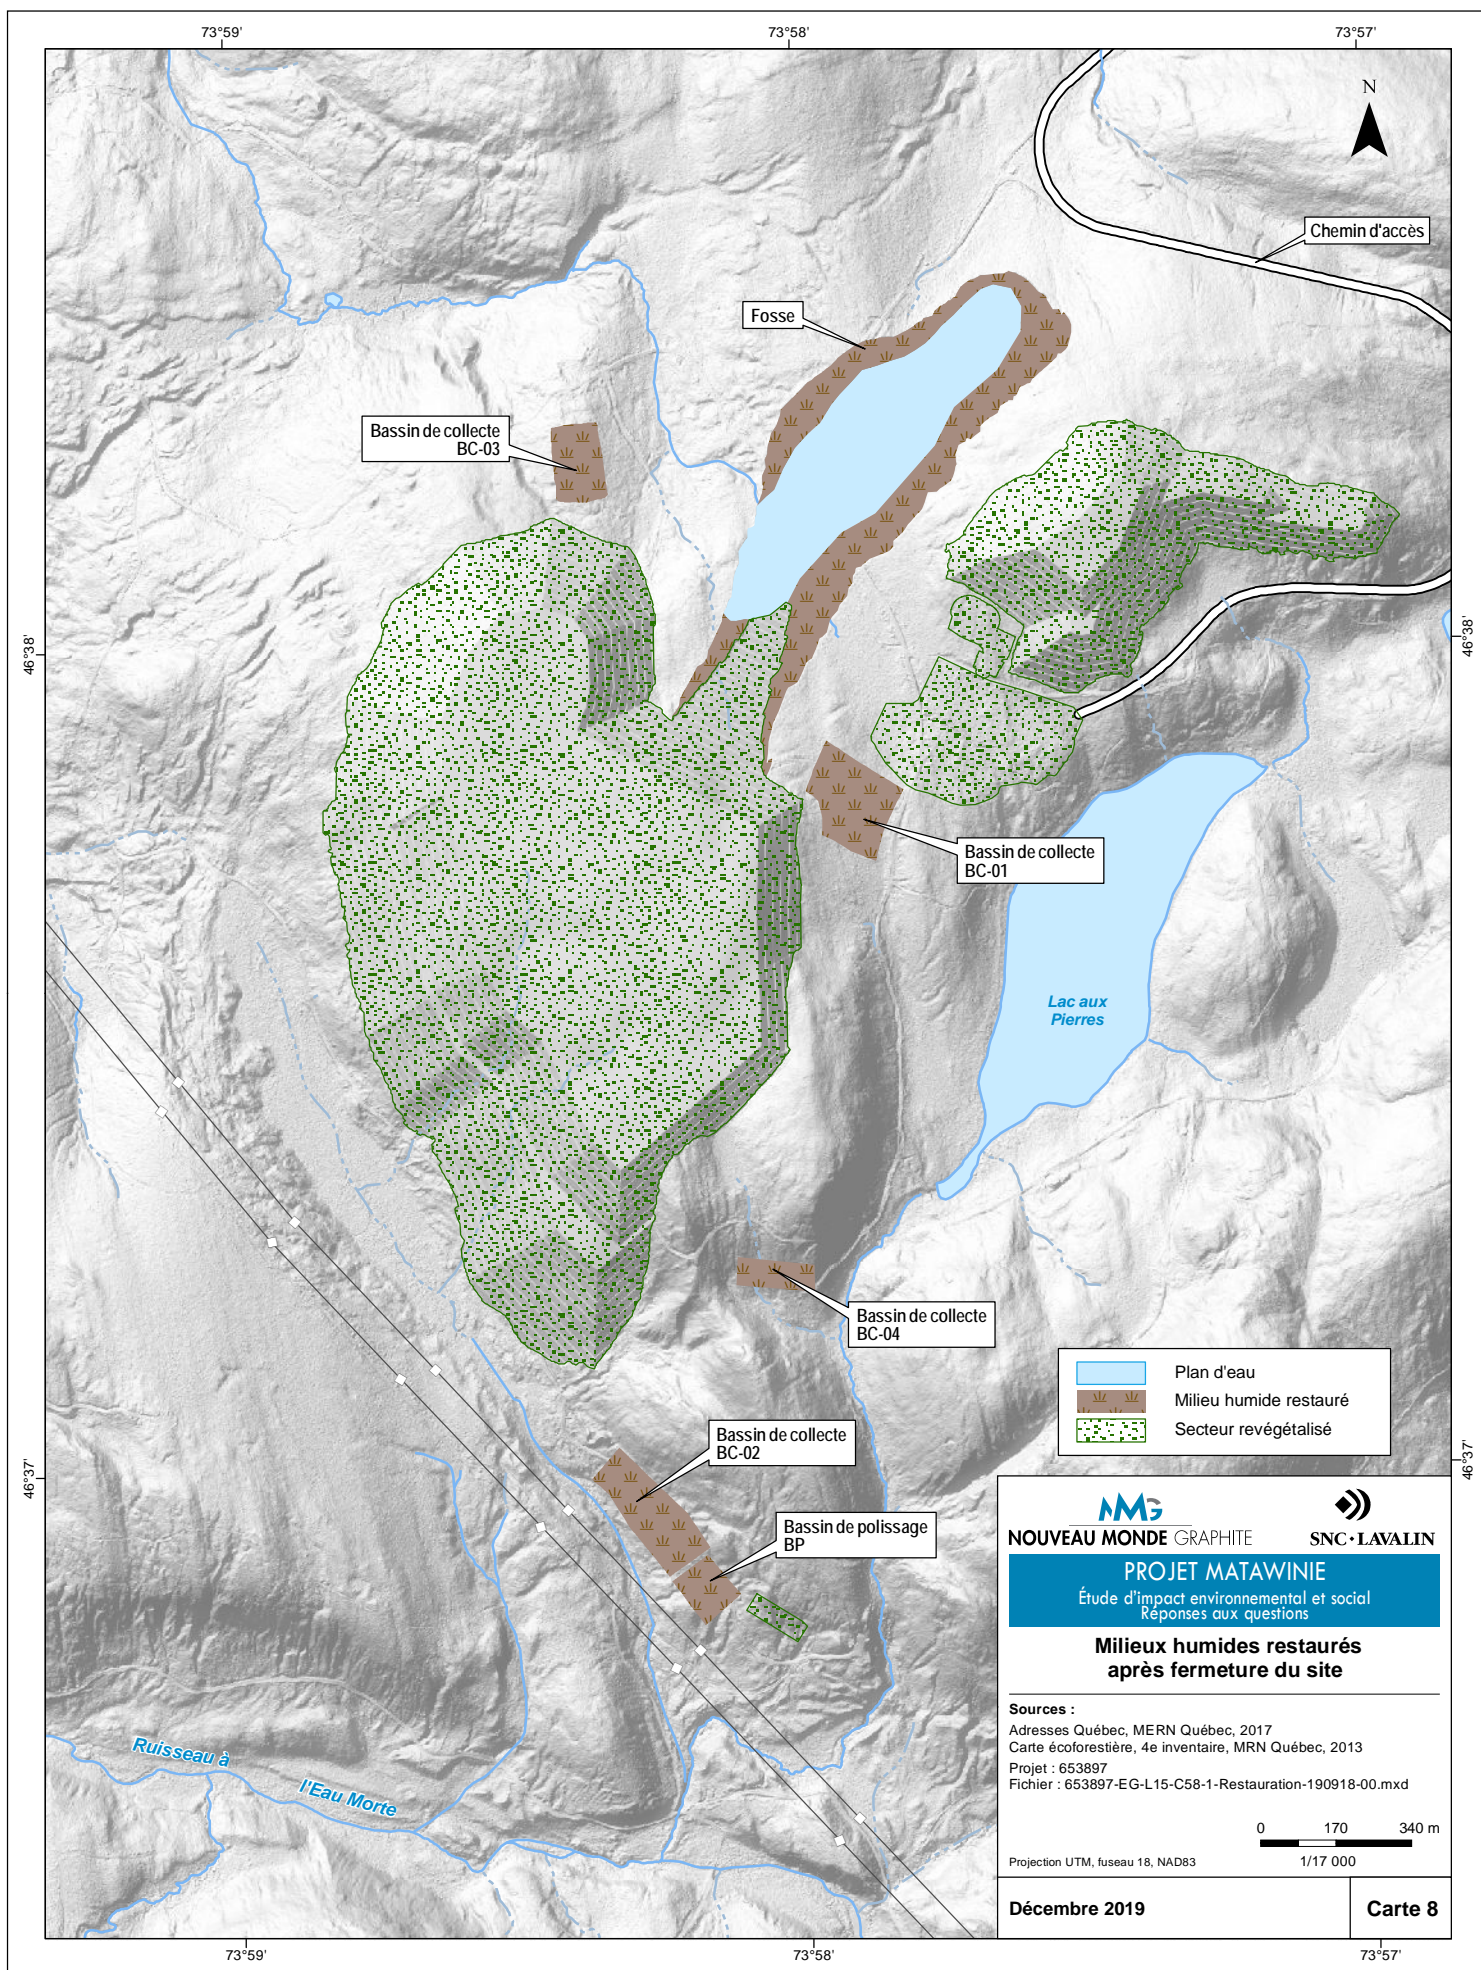 73°59'
73°58'
73°57'
N
Chemin d'accès
Fosse
Bassin de collecte
BC-03
46°38'
46°38'
Bassin de collecte
BC-01
Lac aux
Pierres
Bassin de collecte
BC-04
Plan d'eau
Milieu humide restauré
Secteur revégétalisé
Bassin de collecte
BC-02
46°37'
46°37'
Bassin de polissage
BP
NMG
NOUVEAU MONDE GRAPHITE
SNC·LAVALIN
PROJET MATAWINIE
Étude d'impact environnemental et social
Réponses aux questions
Milieux humides restaurés
après fermeture du site
Sources :
Adresses Québec, MERN Québec, 2017
Carte écoforestière, 4e inventaire, MRN Québec, 2013
Projet : 653897
Fichier : 653897-EG-L15-C58-1-Restauration-190918-00.mxd
Ruisseau à
l'Eau Morte
0 170 340 m
1/17 000
Projection UTM, fuseau 18, NAD83
Décembre 2019
Carte 8
73°59'
73°58'
73°57'